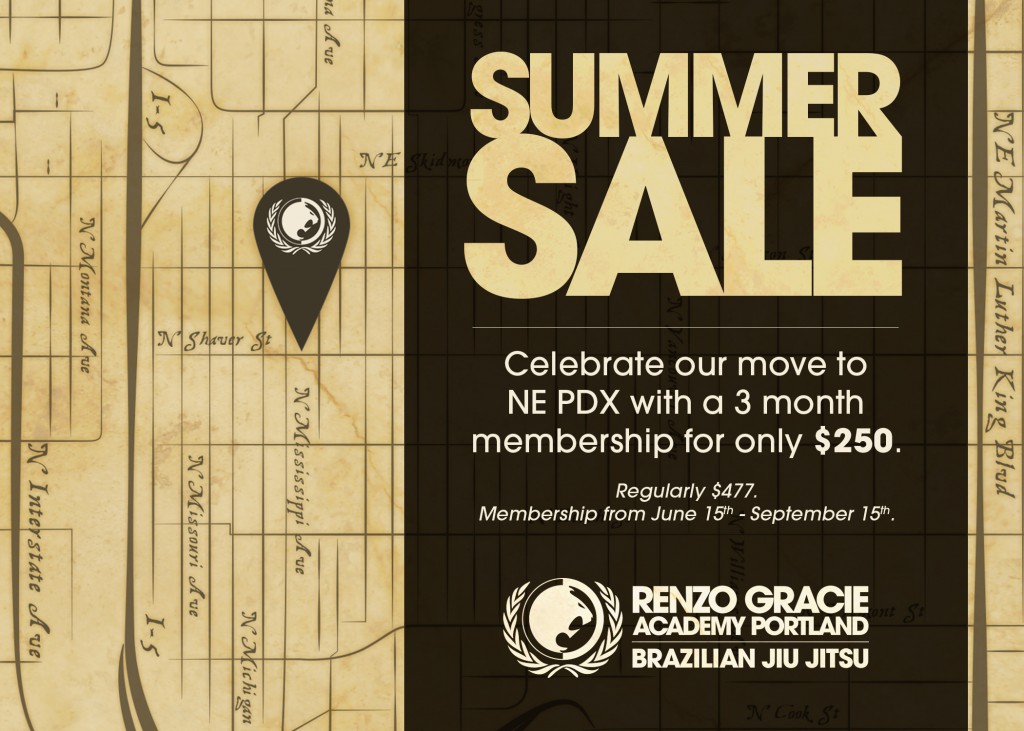 SUMMER
SALE
Celebrate our move to
NE PDX with a 3 month
membership for only $250.
Regularly $477.
Membership from June 15th - September 15th.
RENZO GRACIE
ACADEMY PORTLAND
BRAZILIAN JIU JITSU
I-5
NE
N Montana Ave
N Shaver St
N Mississippi Ave
N Interstate Ave
N Missouri Ave
I-5
N Michigan
NE Martin Luther King Blvd
N Cook St
Ave